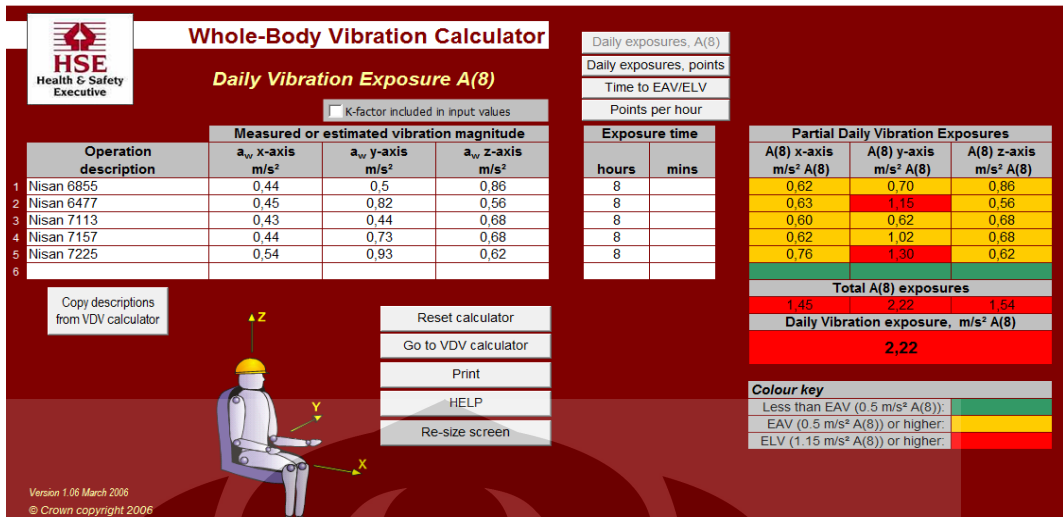 HSE
Health & Safety
Executive
Whole-Body Vibration Calculator
Daily Vibration Exposure A(8)
K-factor included in input values
Daily exposures, A(8)
Daily exposures, points
Time to EAV/ELV
Points per hour
Measured or estimated vibration magnitude Exposure time Partial Daily Vibration Exposures
Operation description a_w x-axis m/s² a_w y-axis m/s² a_w z-axis m/s² hours mins A(8) x-axis m/s² A(8) A(8) y-axis m/s² A(8) A(8) z-axis m/s² A(8)
1 Nisan 6855 0,44 0,5 0,86 8 0,62 0,70 0,86
2 Nisan 6477 0,45 0,82 0,56 8 0,63 1,15 0,56
3 Nisan 7113 0,43 0,44 0,68 8 0,60 0,62 0,68
4 Nisan 7157 0,44 0,73 0,68 8 0,62 1,02 0,68
5 Nisan 7225 0,54 0,93 0,62 8 0,76 1,30 0,62
6
Total A(8) exposures
1,45 2,22 1,54
Daily Vibration exposure, m/s² A(8)
2,22
Copy descriptions
from VDV calculator
Z
Y
X
Reset calculator
Go to VDV calculator
Print
HELP
Re-size screen
Colour key
Less than EAV (0.5 m/s² A(8)):
EAV (0.5 m/s² A(8)) or higher:
ELV (1.15 m/s² A(8)) or higher:
Version 1.06 March 2006
© Crown copyright 2006